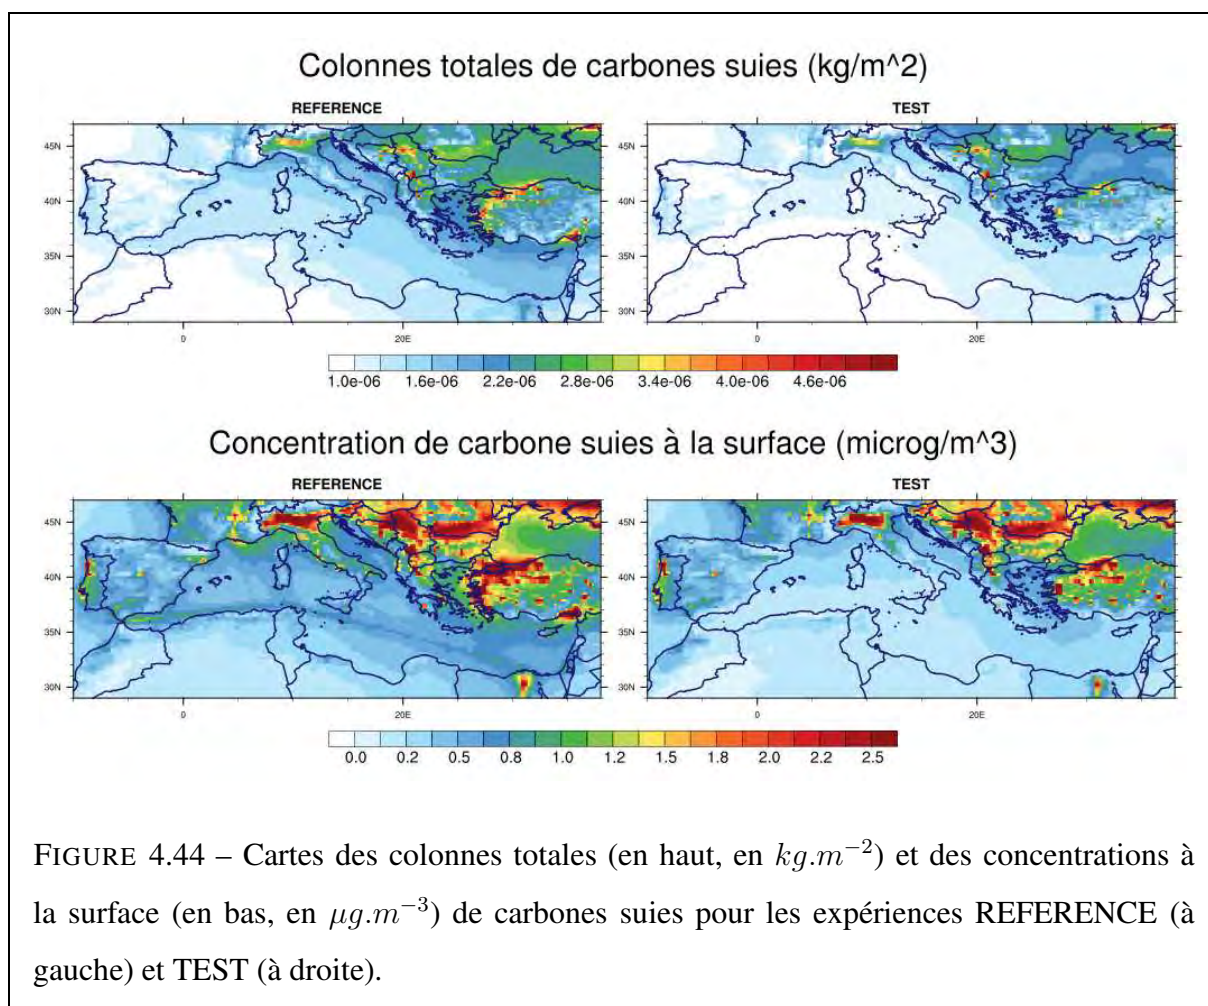 Colonnes totales de carbones suies (kg/m^2)
REFERENCE
TEST
45N
40N
35N
30N
0
20E
45N
40N
35N
30N
0
20E
1.0e-06 1.6e-06 2.2e-06 2.8e-06 3.4e-06 4.0e-06 4.6e-06
Concentration de carbone suies à la surface (microg/m^3)
REFERENCE
TEST
45N
40N
35N
30N
0
20E
45N
40N
35N
30N
0
20E
0.0 0.2 0.5 0.8 1.0 1.2 1.5 1.8 2.0 2.2 2.5
FIGURE 4.44 – Cartes des colonnes totales (en haut, en kg.m⁻²) et des concentrations à
la surface (en bas, en µg.m⁻³) de carbones suies pour les expériences REFERENCE (à
gauche) et TEST (à droite).